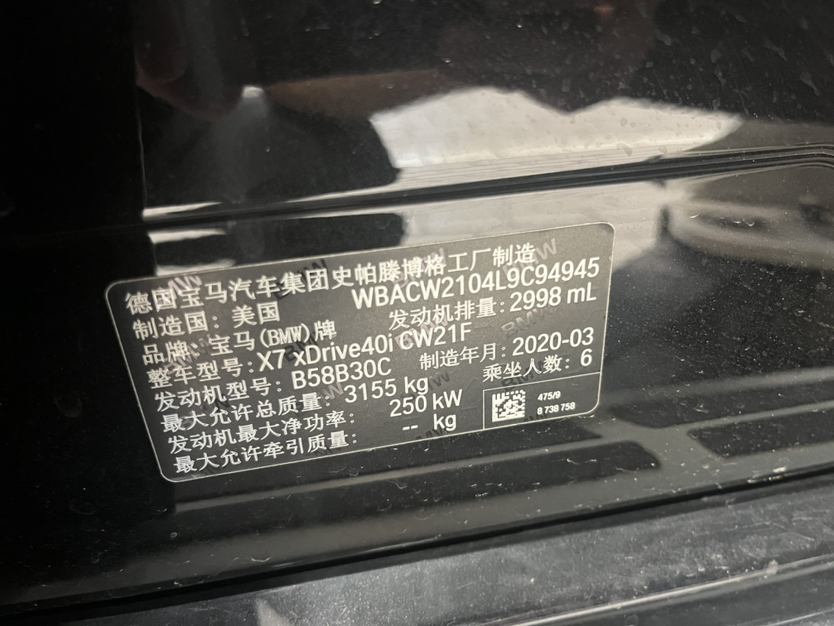 德国宝马汽车集团史帕滕博格工厂制造
制造国：美国 WBACW2104L9C94945
品牌：宝马(BMW)牌 发动机排量：2998 mL
整车型号：X7 xDrive40i CW21F
发动机型号：B58B30C 制造年月：2020-03
最大允许总质量：3155 kg 乘坐人数：6
发动机最大净功率：250 kW
最大允许牵引质量：-- kg
475/9
8 738 758